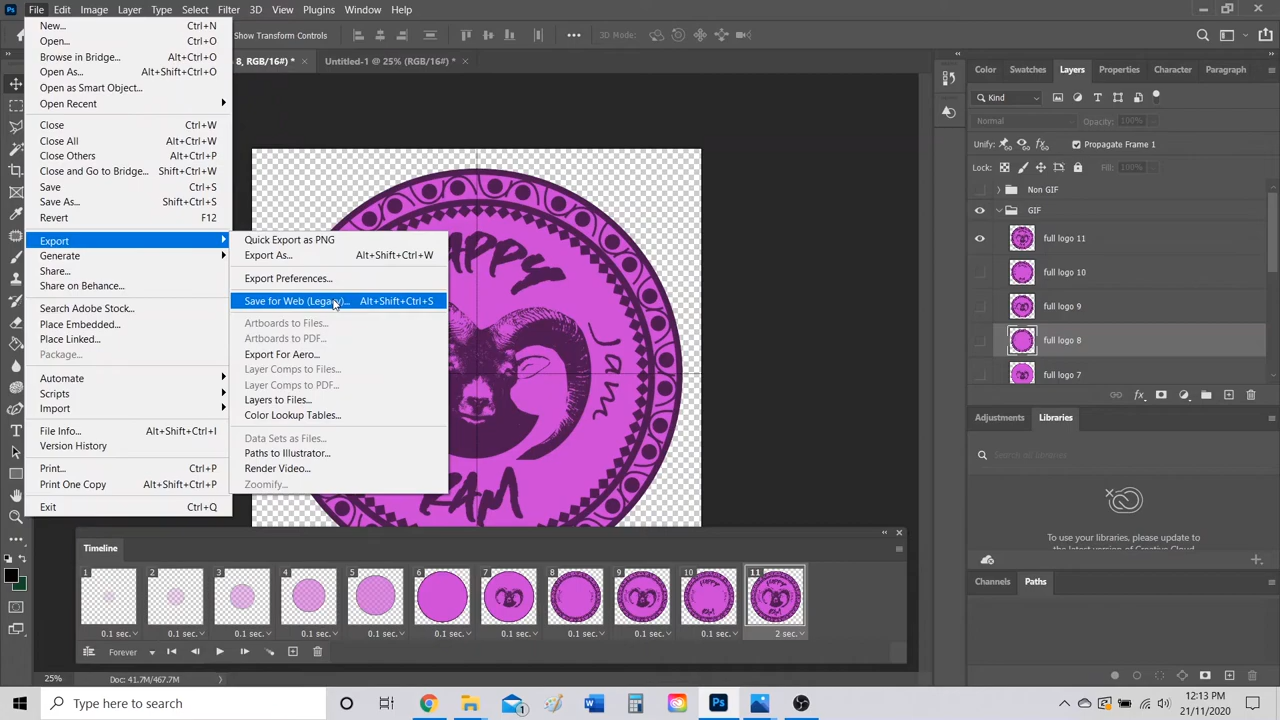 Ps File Edit Image Layer Type Select Filter 3D View Plugins Window Help
Show Transform Controls
3D Mode:
8, RGB/16#) * ×
Untitled-1 @ 25% (RGB/16#) * ×
New... Ctrl+N
Open... Ctrl+O
Browse in Bridge... Alt+Ctrl+O
Open As... Alt+Shift+Ctrl+O
Open as Smart Object...
Open Recent
Close Ctrl+W
Close All Alt+Ctrl+W
Close Others Alt+Ctrl+P
Close and Go to Bridge... Shift+Ctrl+W
Save Ctrl+S
Save As... Shift+Ctrl+S
Revert F12
Export
Generate
Share...
Share on Behance...
Search Adobe Stock...
Place Embedded...
Place Linked...
Package...
Automate
Scripts
Import
File Info... Alt+Shift+Ctrl+I
Version History
Print... Ctrl+P
Print One Copy Alt+Shift+Ctrl+P
Exit Ctrl+Q
Quick Export as PNG
Export As... Alt+Shift+Ctrl+W
Export Preferences...
Save for Web (Legacy)... Alt+Shift+Ctrl+S
Artboards to Files...
Artboards to PDF...
Export For Aero...
Layer Comps to Files...
Layer Comps to PDF...
Layers to Files...
Color Lookup Tables...
Data Sets as Files...
Paths to Illustrator...
Render Video...
Zoomify...
APPY
Jam
RAM
Color Swatches Layers Properties Character Paragraph
Kind
Normal Opacity: 100%
Unify: Propagate Frame 1
Lock: Fill: 100%
Non GIF
GIF
full logo 11
full logo 10
full logo 9
full logo 8
full logo 7
fx
Adjustments Libraries
Search all libraries
To use your libraries, please update to
the latest version of Creative Cloud
Channels Paths
Timeline
1 2 3 4 5 6 7 8 9 10 11
0.1 sec. 0.1 sec. 0.1 sec. 0.1 sec. 0.1 sec. 0.1 sec. 0.1 sec. 0.1 sec. 0.1 sec. 0.1 sec. 2 sec.
Forever
25% Doc: 41.7M/467.7M
Type here to search
1
Ps
12:13 PM
21/11/2020